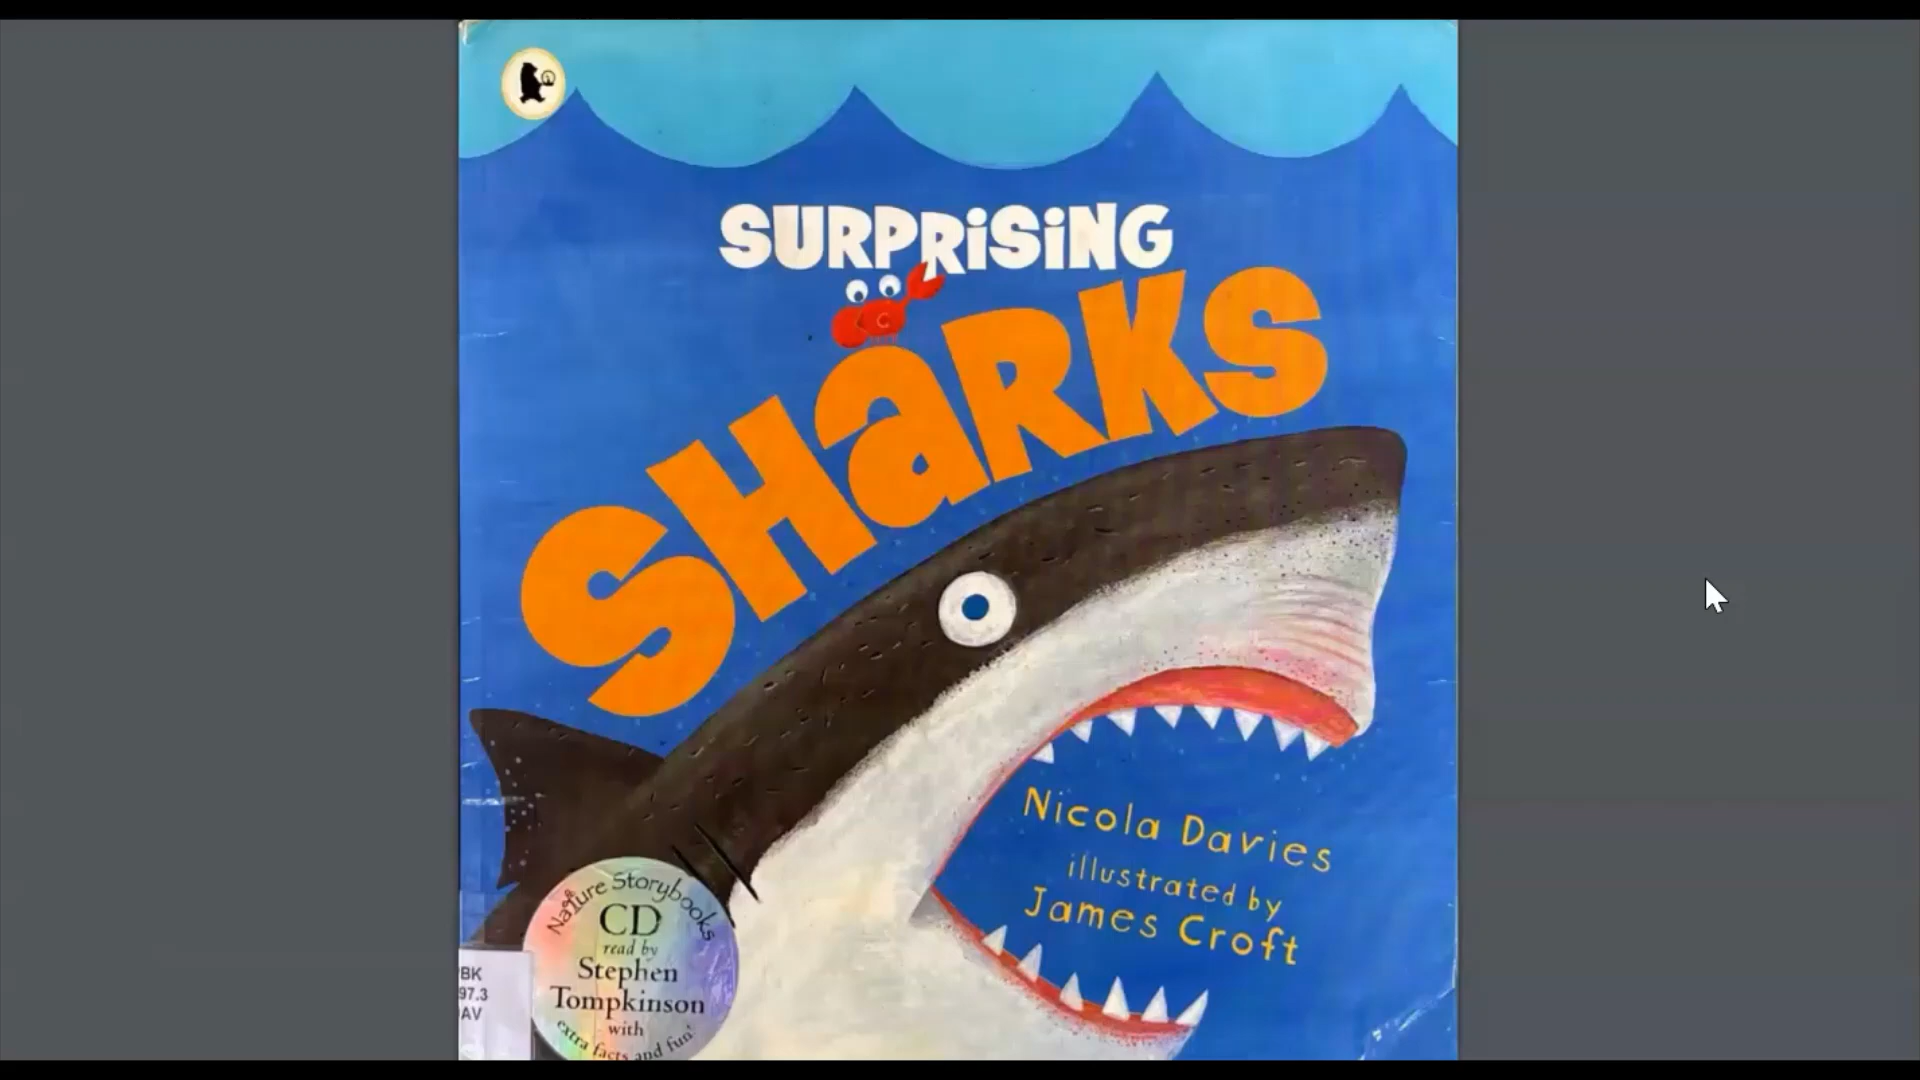 SURPRiSiNG
SHaRKS
Nicola Davies
illustrated by
James Croft
Nature Storybooks
CD
read by
Stephen
Tompkinson
with
extra facts and fun!
PBK
97.3
AV